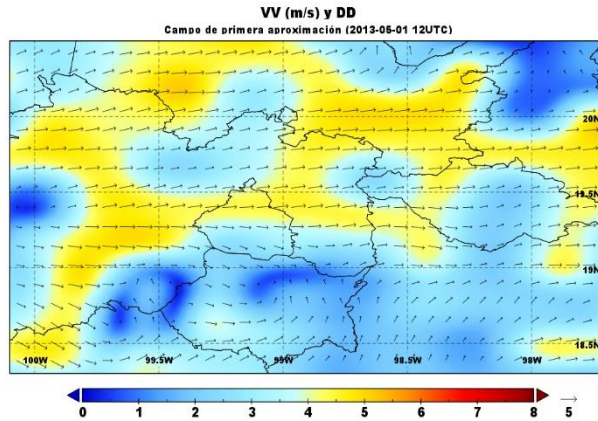 VV (m/s) y DD
Campo de primera aproximación (2013-05-01 12UTC)
20N
19.5N
19N
18.5N
100W 99.5W 99W 98.5W 98W
0 1 2 3 4 5 6 7 8 5